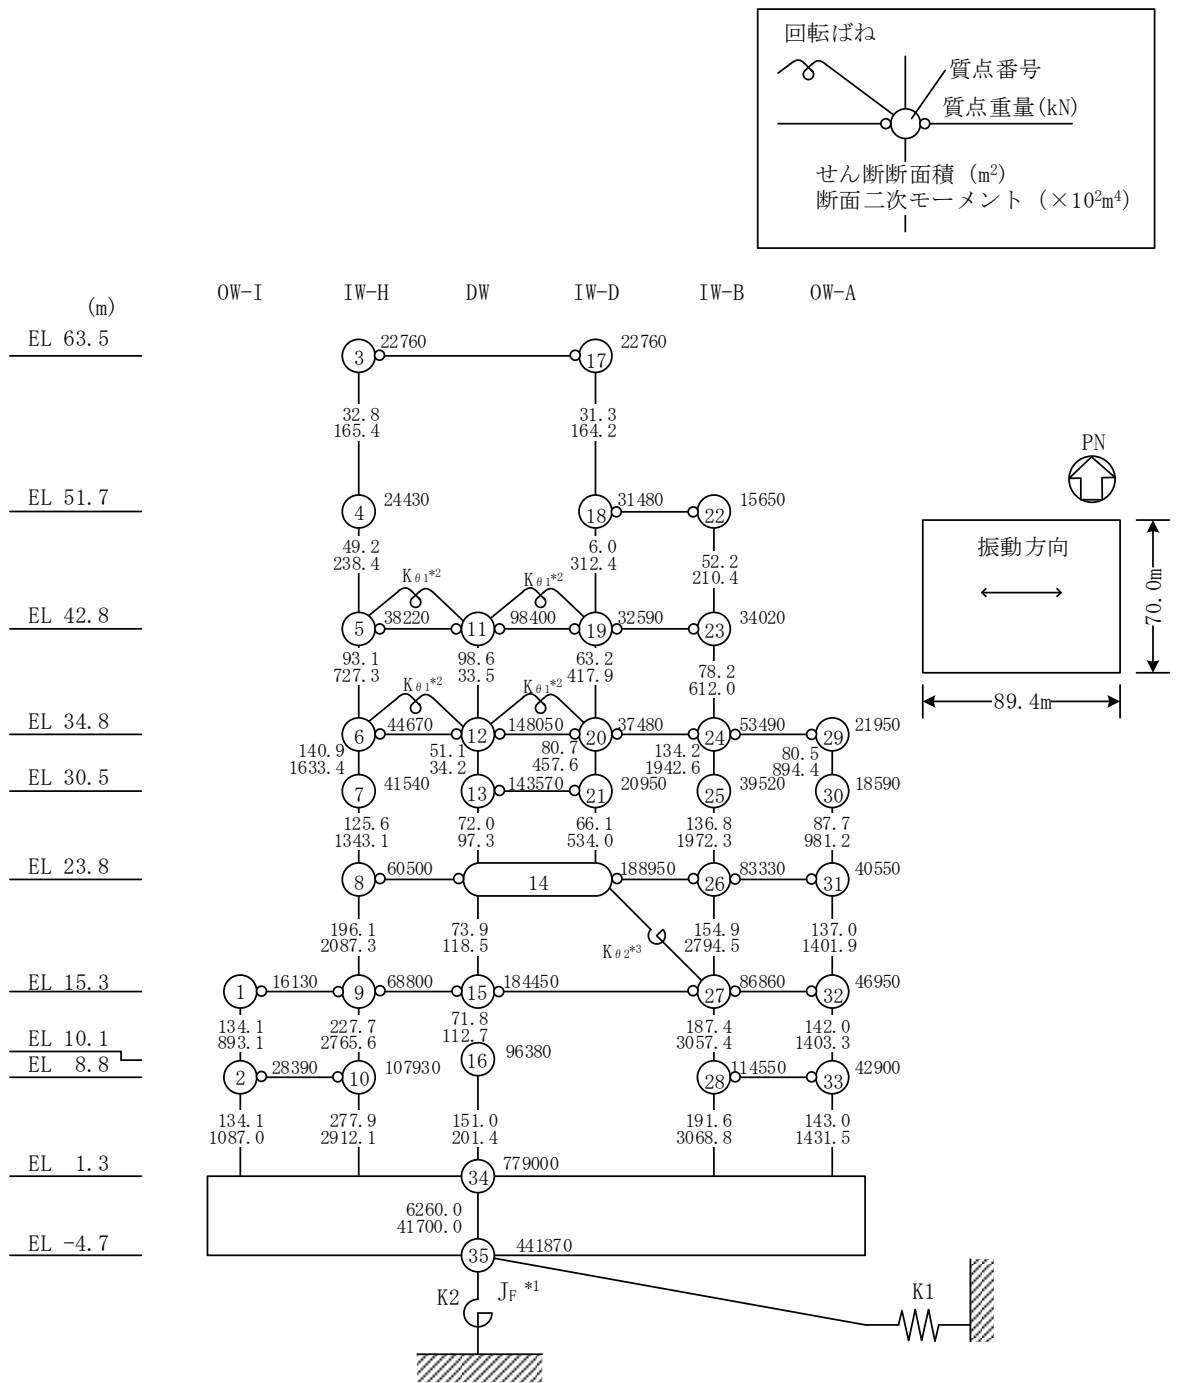 回転ばね
質点番号
質点重量(kN)
せん断断面積 (m²)
断面二次モーメント (×10²m⁴)
OW-I IW-H DW IW-D IW-B OW-A
(m)
EL 63.5
3 22760 17 22760
32.8 31.3
165.4 164.2
PN
EL 51.7
4 24430 18 31480 22 15650
振動方向
49.2 6.0 52.2
238.4 312.4 210.4
Kθ1*2 Kθ1*2
70.0m
EL 42.8
5 38220 11 98400 19 32590 23 34020
93.1 98.6 63.2 78.2
727.3 33.5 417.9 612.0
Kθ1*2 Kθ1*2
89.4m
EL 34.8
6 44670 12 148050 20 37480 24 53490 29 21950
140.9 51.1 80.7 134.2 80.5
1633.4 34.2 457.6 1942.6 894.4
EL 30.5
7 41540 13 143570 21 20950 25 39520 30 18590
125.6 72.0 66.1 136.8 87.7
1343.1 97.3 534.0 1972.3 981.2
EL 23.8
8 60500 14 188950 26 83330 31 40550
196.1 73.9 154.9 137.0
2087.3 118.5 2794.5 1401.9
Kθ2*3
EL 15.3
1 16130 9 68800 15 184450 27 86860 32 46950
134.1 227.7 71.8 187.4 142.0
893.1 2765.6 112.7 3057.4 1403.3
EL 10.1
16 96380
EL 8.8
2 28390 10 107930 28 114550 33 42900
134.1 277.9 151.0 191.6 143.0
1087.0 2912.1 201.4 3068.8 1431.5
EL 1.3
34 779000
6260.0
41700.0
EL -4.7
35 441870
K2 JF *1 K1